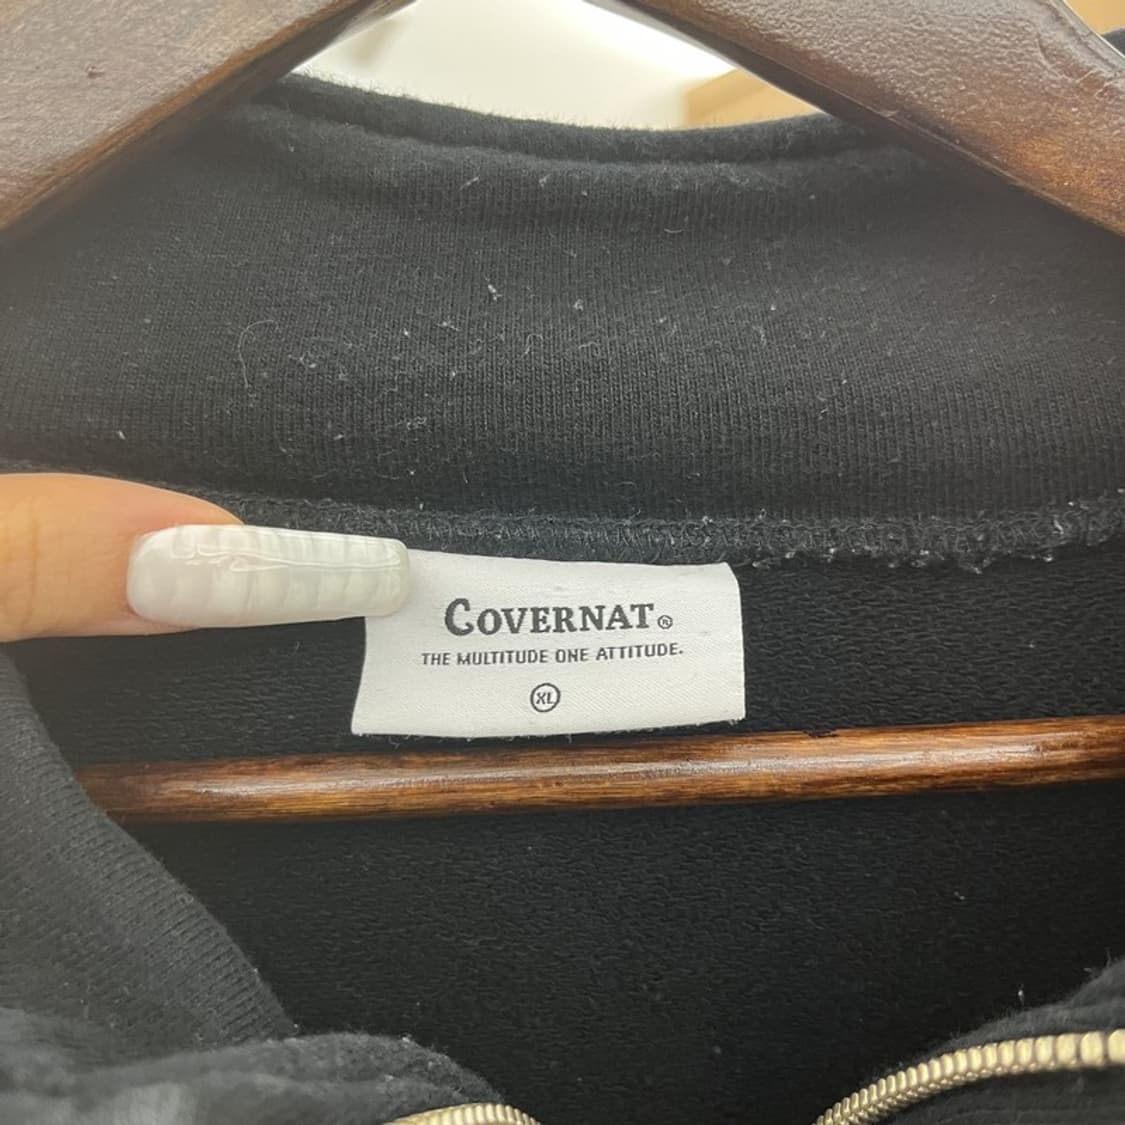 COVERNAT®
THE MULTITUDE ONE ATTITUDE.
XL